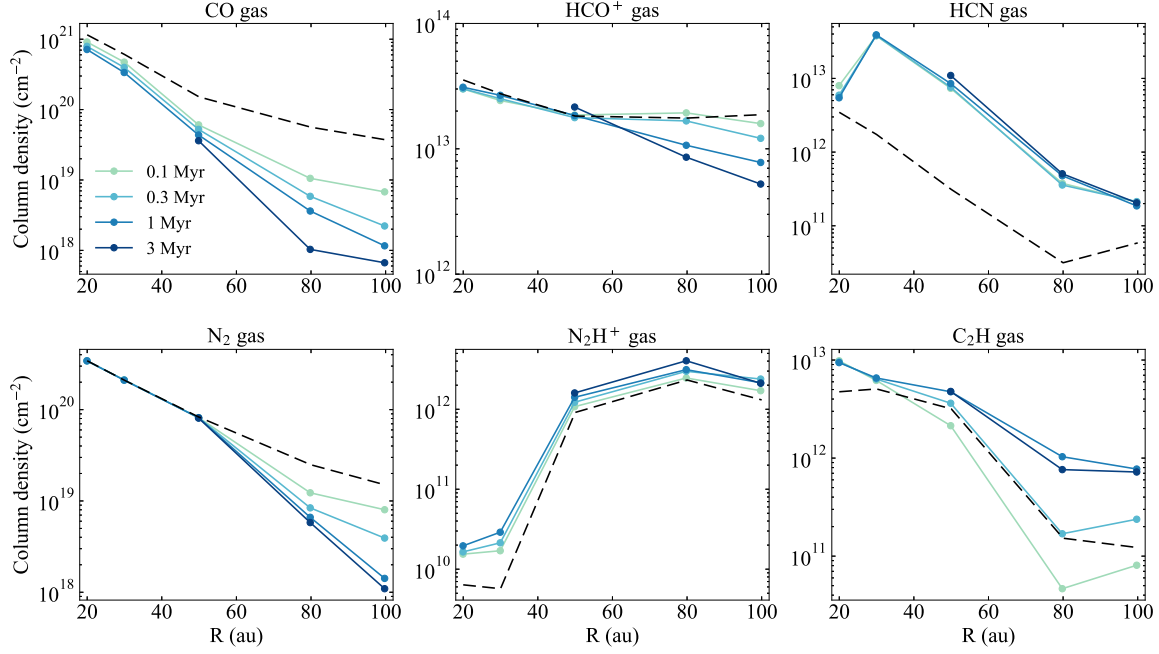 CO gas
HCO⁺ gas
HCN gas
Column density (cm⁻²)
10²¹
10²⁰
10¹⁹
10¹⁸
0.1 Myr
0.3 Myr
1 Myr
3 Myr
20 40 60 80 100
10¹⁴
10¹³
10¹²
20 40 60 80 100
10¹³
10¹²
10¹¹
20 40 60 80 100
N₂ gas
N₂H⁺ gas
C₂H gas
Column density (cm⁻²)
10²⁰
10¹⁹
10¹⁸
20 40 60 80 100
R (au)
10¹²
10¹¹
10¹⁰
20 40 60 80 100
R (au)
10¹³
10¹²
10¹¹
20 40 60 80 100
R (au)